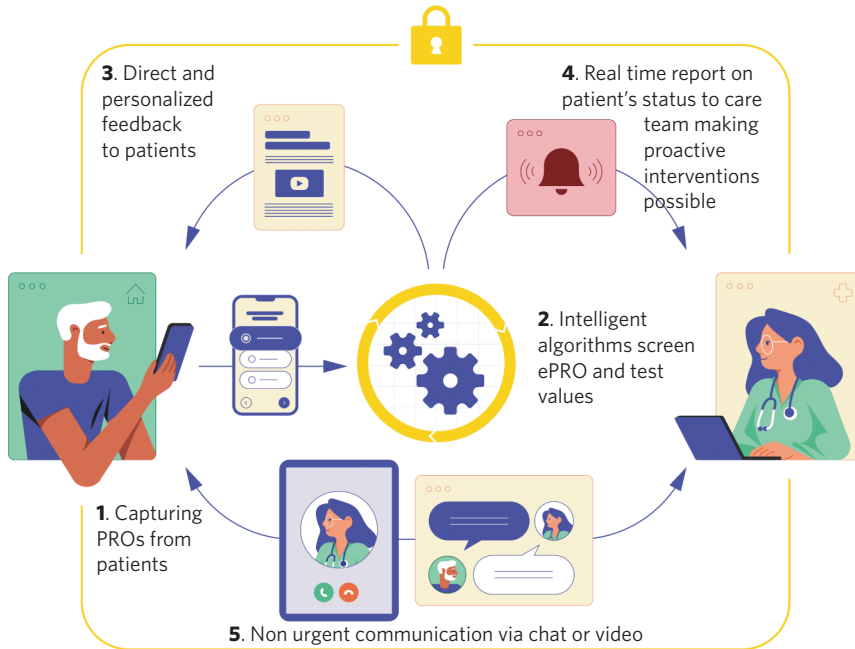 3. Direct and
personalized
feedback
to patients
4. Real time report on
patient's status to care
team making
proactive
interventions
possible
2. Intelligent
algorithms screen
ePRO and test
values
1. Capturing
PROs from
patients
5. Non urgent communication via chat or video